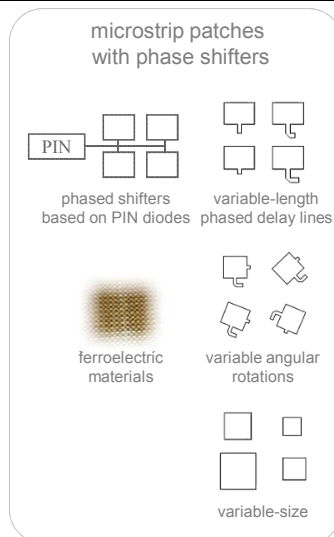 microstrip patches
with phase shifters
PIN
phased shifters
based on PIN diodes
variable-length
phased delay lines
ferroelectric
materials
variable angular
rotations
variable-size